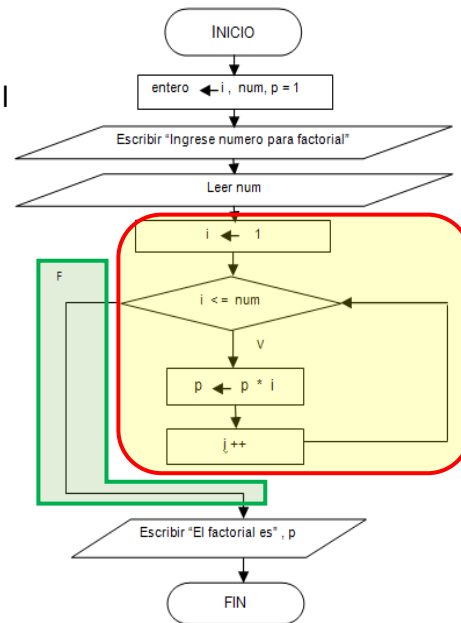 INICIO
entero ← i , num, p = 1
l
Escribir "Ingrese numero para factorial"
Leer num
i ← 1
F
i <= num
V
p ← p * i
i ++
Escribir "El factorial es" , p
FIN